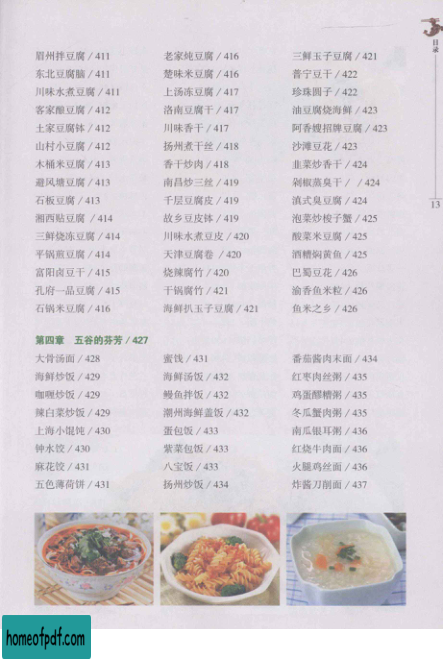 目录
眉州拌豆腐 / 411
东北豆腐脑 / 411
川味水煮豆腐 / 411
客家酿豆腐 / 412
土家豆腐钵 / 412
山村小豆腐 / 412
木桶米豆腐 / 413
避风塘豆腐 / 413
石板豆腐 / 413
湘西贴豆腐 / 414
三鲜烧冻豆腐 / 414
平锅煎豆腐 / 414
富阳卤豆干 / 415
孔府一品豆腐 / 415
石锅米豆腐 / 416
老家炖豆腐 / 416
楚味米豆腐 / 416
上汤冻豆腐 / 417
洛南豆腐干 / 417
川味香干 / 417
扬州煮干丝 / 418
香干炒肉 / 418
南昌炒三丝 / 419
千层豆腐皮 / 419
故乡豆皮钵 / 419
川味水煮豆皮 / 420
天津豆腐卷 / 420
烧辣腐竹 / 420
干锅腐竹 / 421
海鲜扒玉子豆腐 / 421
三鲜玉子豆腐 / 421
普宁豆干 / 422
珍珠圆子 / 422
油豆腐烧海鲜 / 423
阿香嫂招牌豆腐 / 423
沙滩豆花 / 423
韭菜炒香干 / 424
剁椒蒸臭干 / / 424
滇式臭豆腐 / 424
泡菜炒梭子蟹 / 425
酸菜米豆腐 / 425
酒糟焖黄鱼 / 425
巴蜀豆花 / 426
渝香鱼米粒 / 426
鱼米之乡 / 426
13
第四章 五谷的芬芳 / 427
大骨汤面 / 428
海鲜炒饭 / 429
咖喱炒饭 / 429
辣白菜炒饭 / 429
上海小馄饨 / 430
钟水饺 / 430
麻花饺 / 431
五色薄荷饼 / 431
蜜饯 / 431
海鲜汤饭 / 432
鳗鱼拌饭 / 432
潮州海鲜盖饭 / 432
蛋包饭 / 433
紫菜包饭 / 433
八宝饭 / 433
扬州炒饭 / 434
番茄酱肉末面 / 434
红枣肉丝粥 / 435
鸡蛋醪糟粥 / 435
冬瓜蟹肉粥 / 435
南瓜银耳粥 / 436
红烧牛肉面 / 436
火腿鸡丝面 / 436
炸酱刀削面 / 437
homeofpdf.com